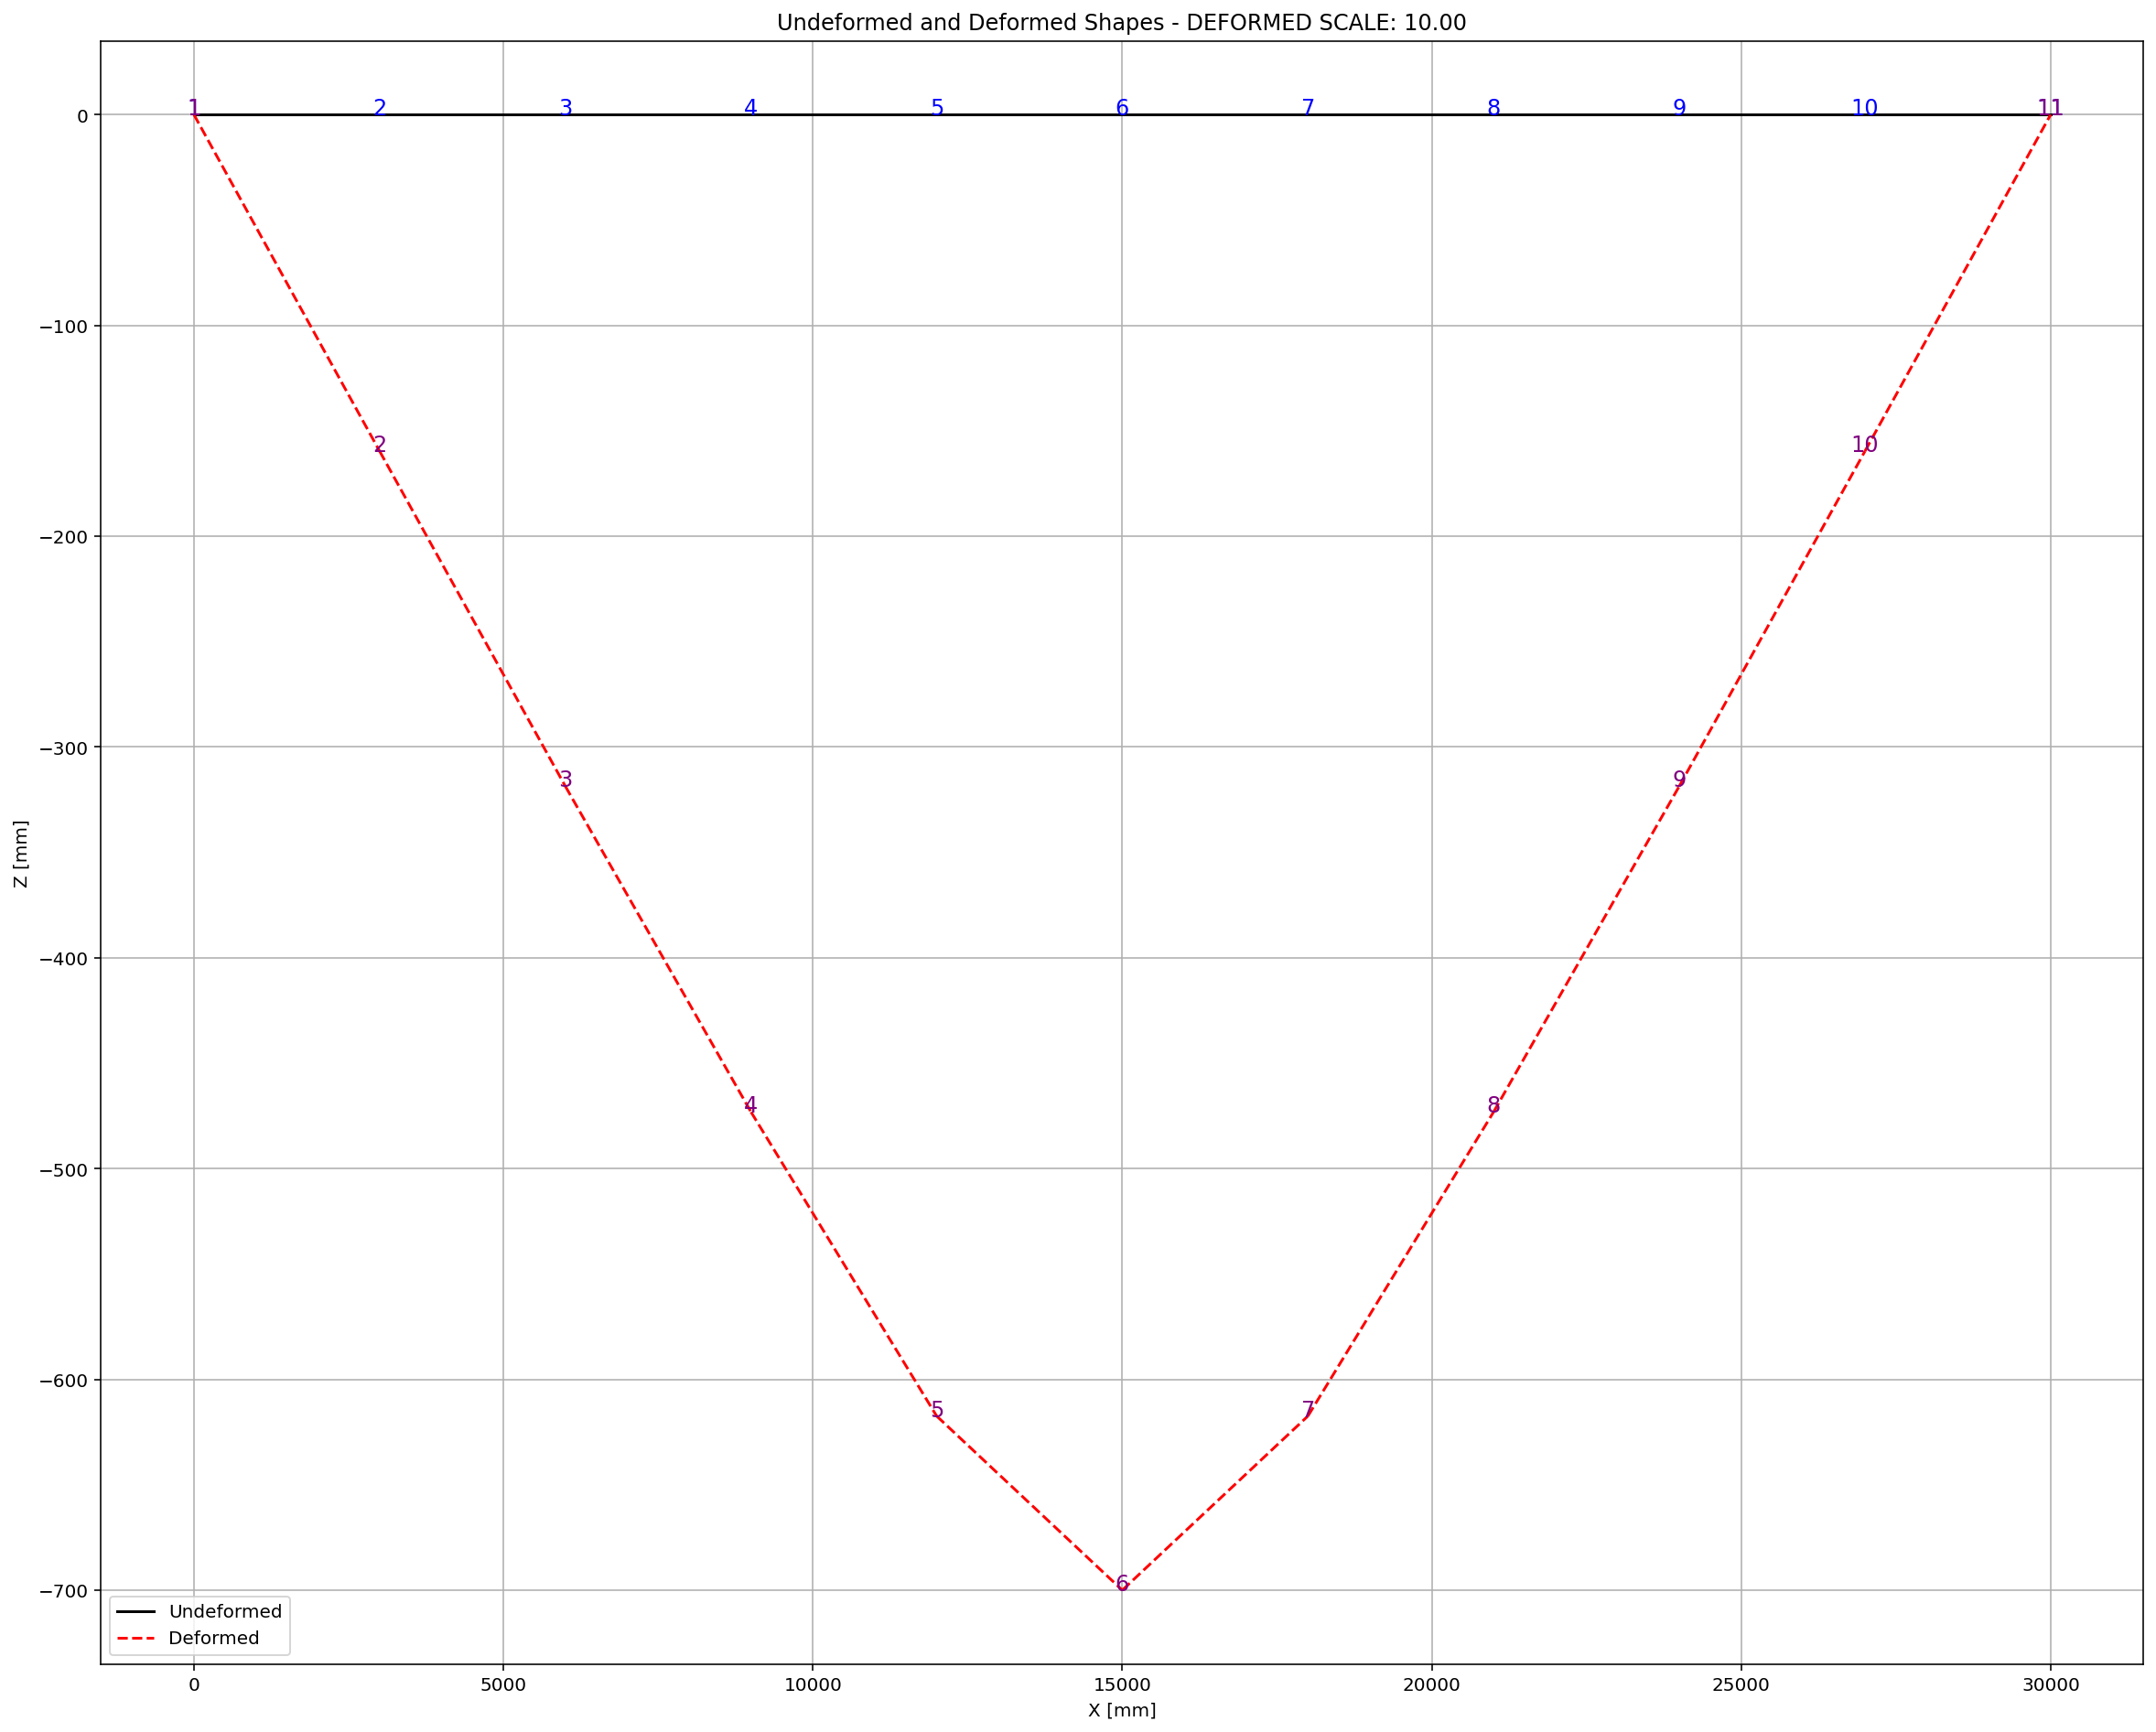 Undeformed and Deformed Shapes - DEFORMED SCALE: 10.00
0
1 2 3 4 5 6 7 8 9 10 11
−100
2 10
−200
−300
3 9
−400
4 8
−500
−600
5 7
6
−700
Z [mm]
Undeformed
Deformed
0 5000 10000 15000 20000 25000 30000
X [mm]